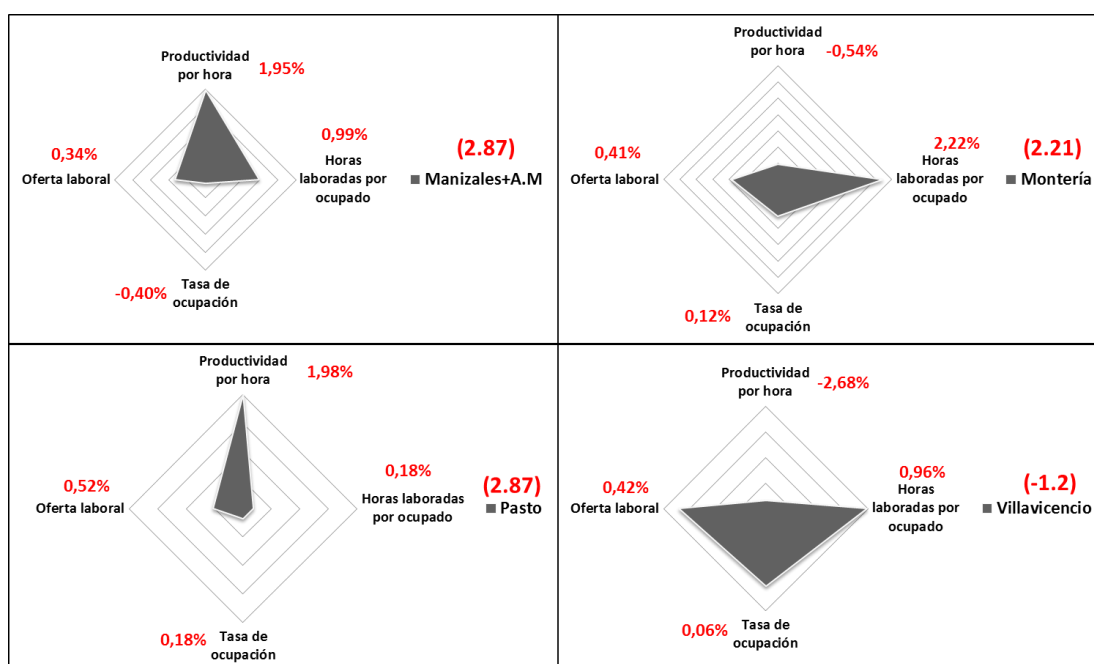 Productividad
por hora
1,95%
0,34%
Oferta laboral
0,99%
Horas
laboradas por
ocupado
(2.87)
Manizales+A.M
-0,40%
Tasa de
ocupación
Productividad
por hora
-0,54%
0,41%
Oferta laboral
2,22%
Horas
laboradas por
ocupado
(2.21)
Montería
0,12%
Tasa de
ocupación
Productividad
por hora
1,98%
0,52%
Oferta laboral
0,18%
Horas laboradas
por ocupado
(2.87)
Pasto
0,18%
Tasa de
ocupación
Productividad
por hora
-2,68%
0,42%
Oferta laboral
0,96%
Horas
laboradas por
ocupado
(-1.2)
Villavicencio
0,06%
Tasa de
ocupación